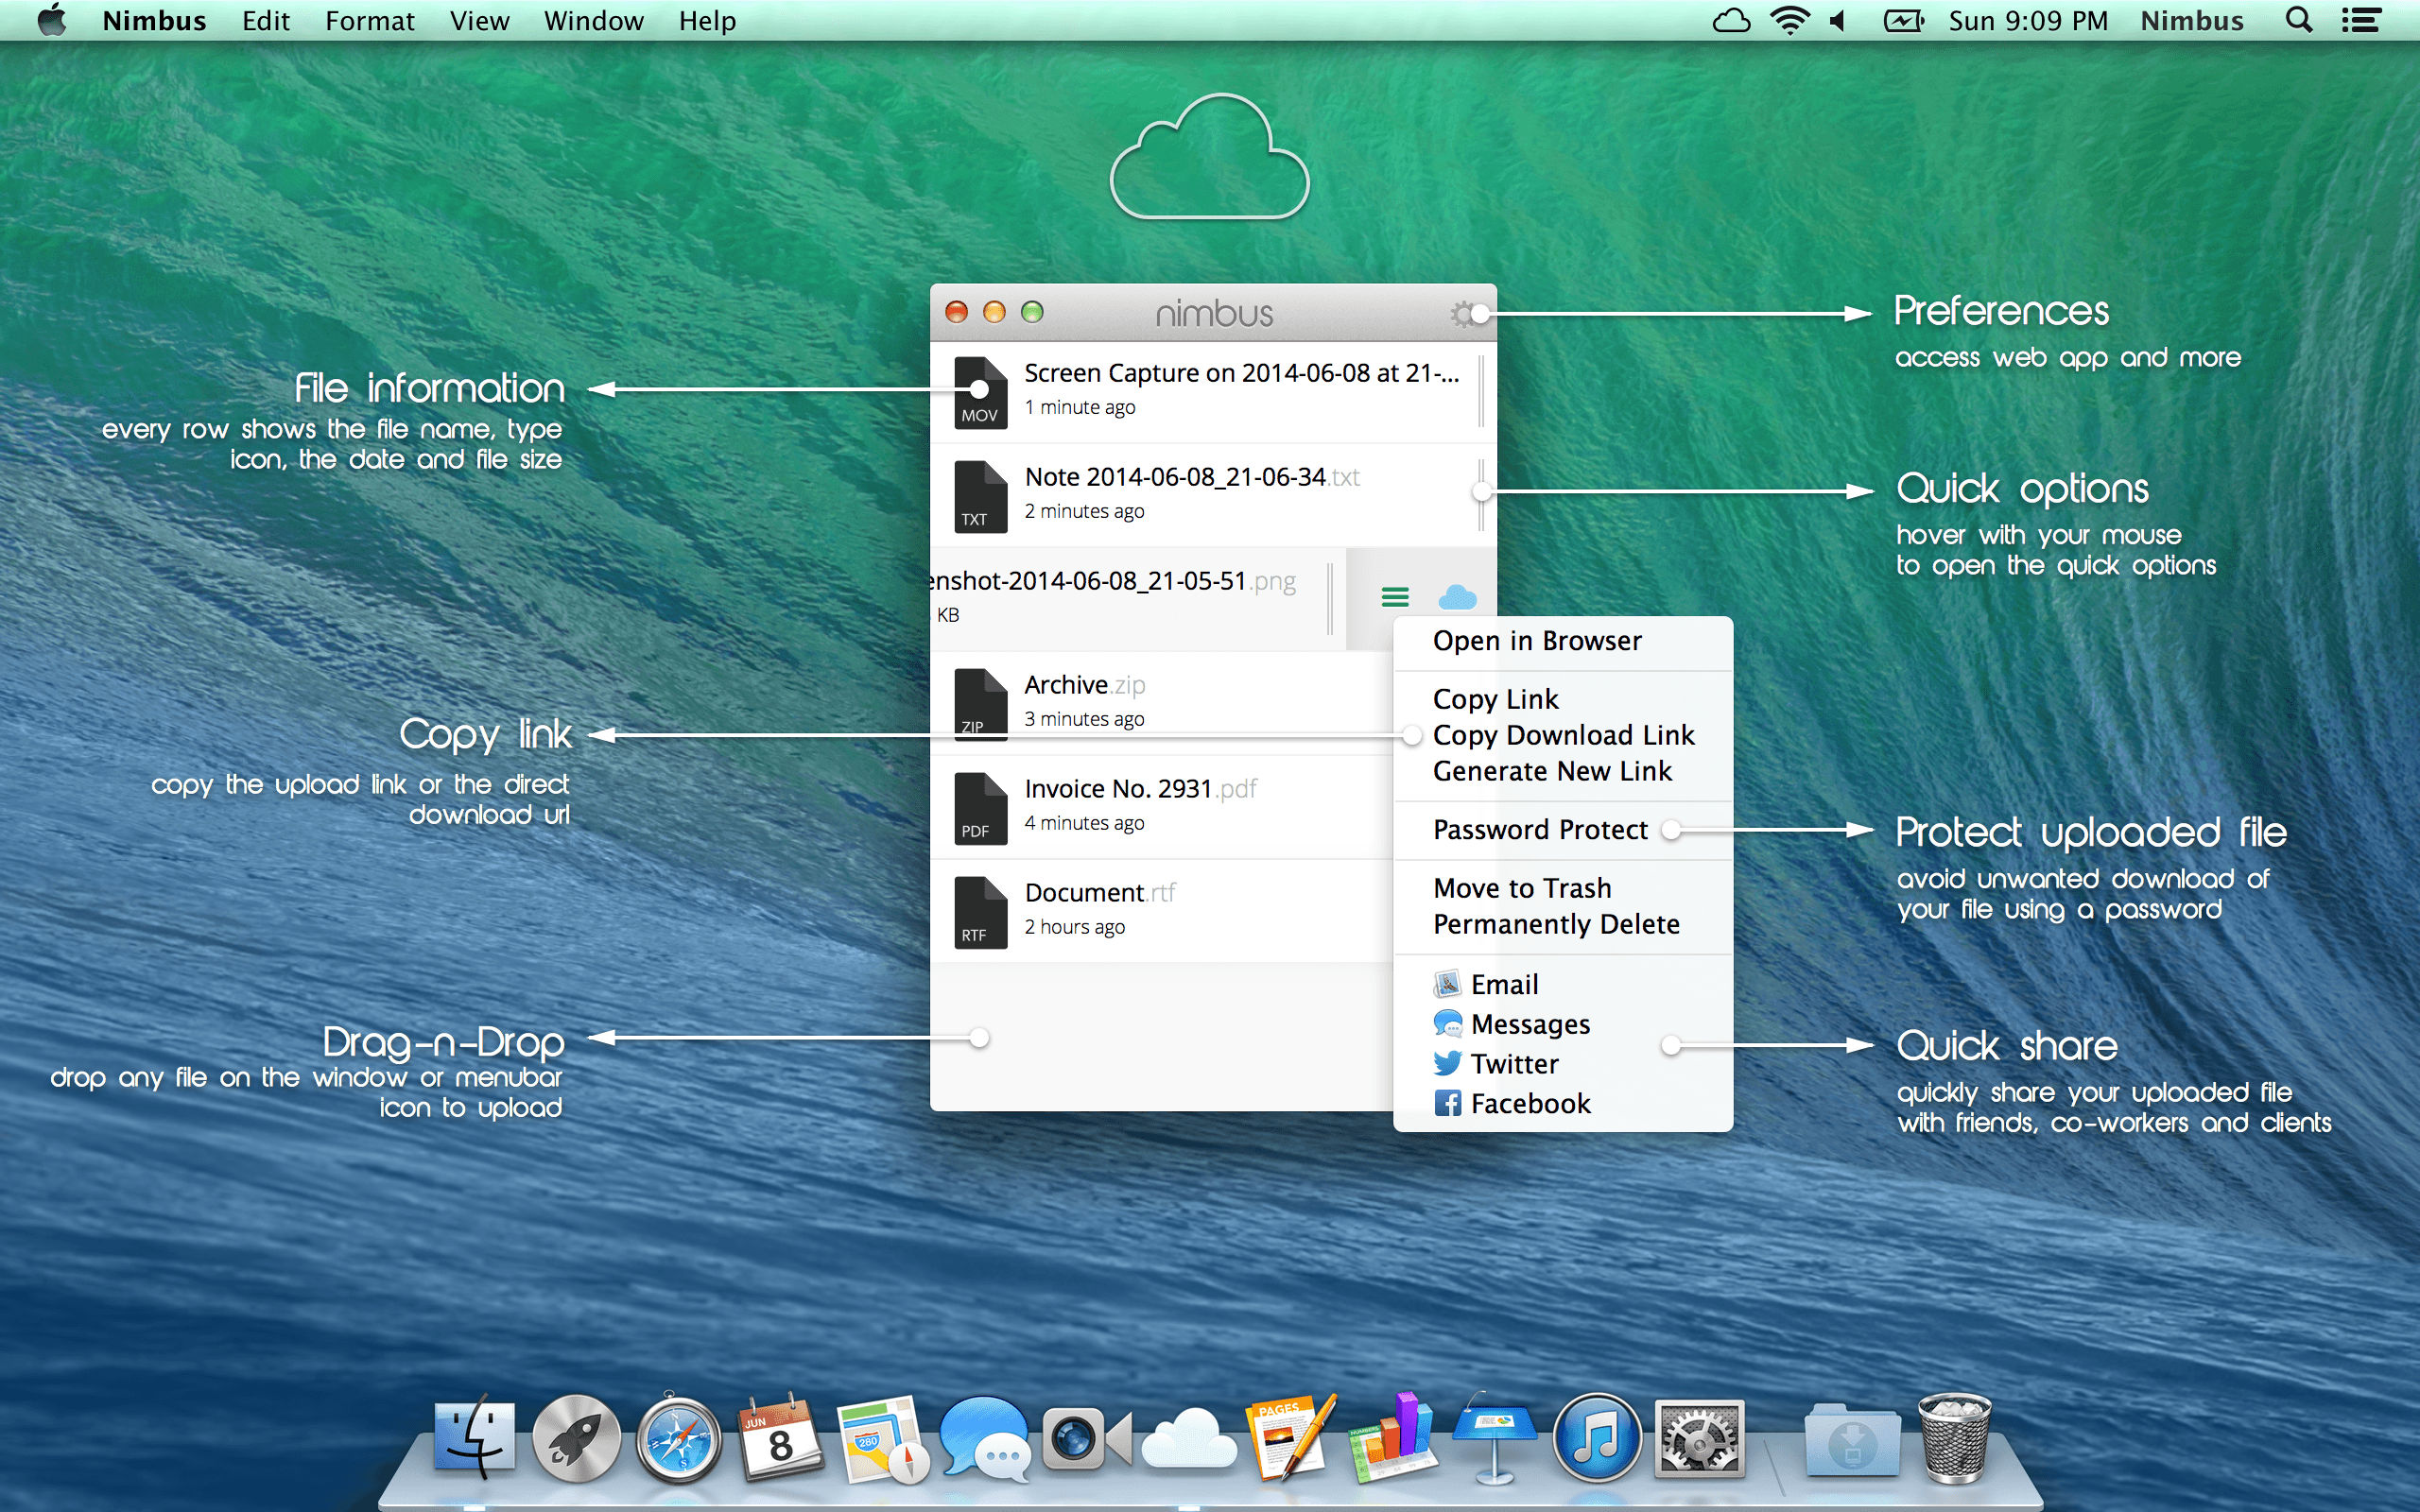 Nimbus Edit Format View Window Help
Sun 9:09 PM Nimbus
nimbus
Preferences
access web app and more
File information
every row shows the file name, type
icon, the date and file size
MOV
Screen Capture on 2014-06-08 at 21-...
1 minute ago
TXT
Note 2014-06-08_21-06-34.txt
2 minutes ago
Quick options
hover with your mouse
to open the quick options
enshot-2014-06-08_21-05-51.png
KB
ZIP
Archive.zip
3 minutes ago
PDF
Invoice No. 2931.pdf
4 minutes ago
RTF
Document.rtf
2 hours ago
Open in Browser
Copy Link
Copy Download Link
Generate New Link
Password Protect
Move to Trash
Permanently Delete
Email
Messages
Twitter
Facebook
Copy link
copy the upload link or the direct
download url
Protect uploaded file
avoid unwanted download of
your file using a password
Drag-n-Drop
drop any file on the window or menubar
icon to upload
Quick share
quickly share your uploaded file
with friends, co-workers and clients
JUN
8
280
PAGES
NUMBERS